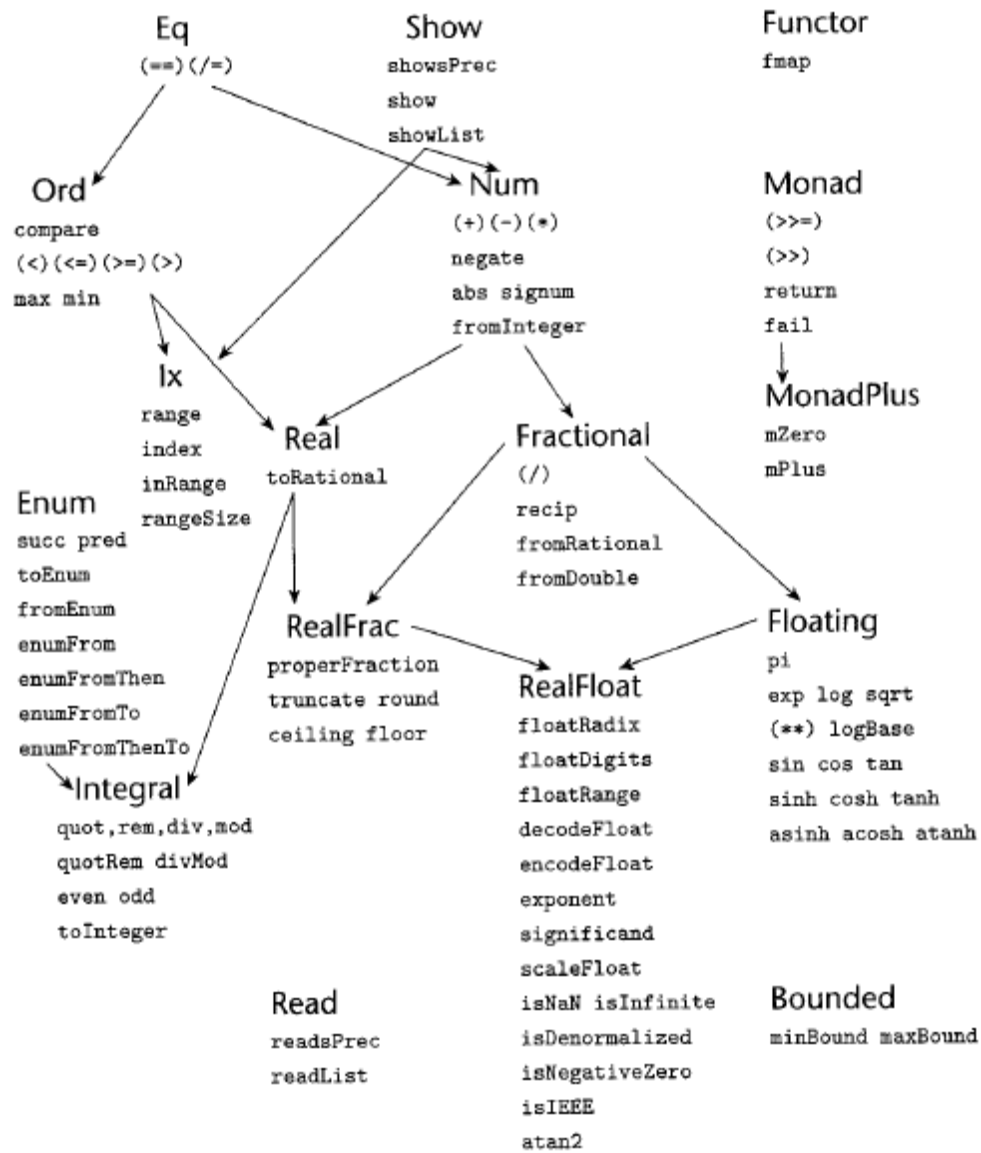 Eq
(==)(/=)
Show
showsPrec
show
showList
Functor
fmap
Ord
compare
(<)(<=)(>=)(>)
max min
Num
(+)(-)(*)
negate
abs signum
fromInteger
Monad
(>>=)
(>>)
return
fail
Ix
range
index
inRange
rangeSize
Real
toRational
Fractional
(/)
recip
fromRational
fromDouble
MonadPlus
mZero
mPlus
Enum
succ pred
toEnum
fromEnum
enumFrom
enumFromThen
enumFromTo
enumFromThenTo
RealFrac
properFraction
truncate round
ceiling floor
Floating
pi
exp log sqrt
(**) logBase
sin cos tan
sinh cosh tanh
asinh acosh atanh
RealFloat
floatRadix
floatDigits
floatRange
decodeFloat
encodeFloat
exponent
significand
scaleFloat
isNaN isInfinite
isDenormalized
isNegativeZero
isIEEE
atan2
Integral
quot,rem,div,mod
quotRem divMod
even odd
toInteger
Read
readsPrec
readList
Bounded
minBound maxBound